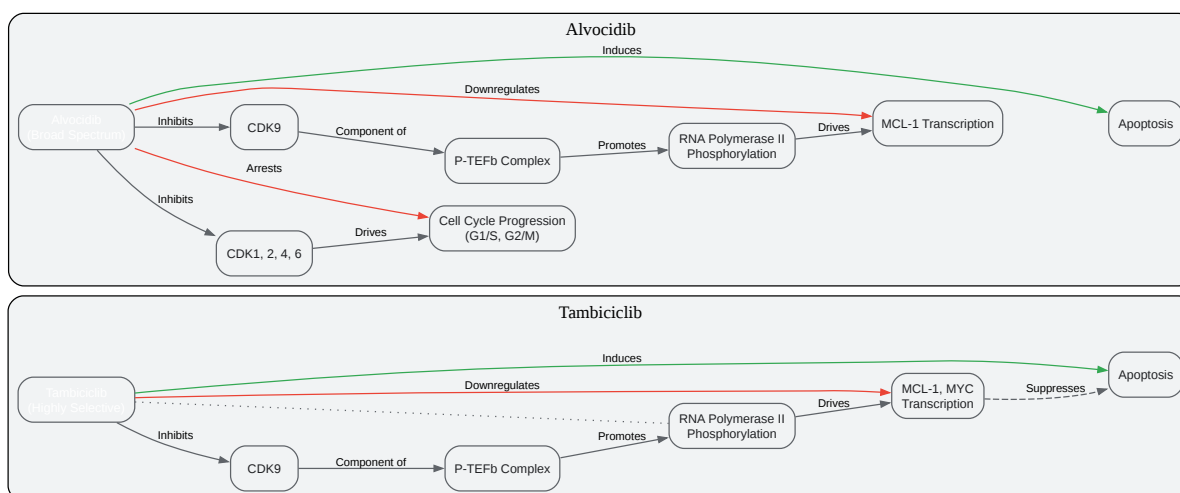 Alvocidib
Induces
Downregulates
Alvocidib
(Broad Spectrum)
Inhibits
CDK9
Component of
P-TEFb Complex
Promotes
RNA Polymerase II
Phosphorylation
Drives
MCL-1 Transcription
Apoptosis
Arrests
Inhibits
Cell Cycle Progression
(G1/S, G2/M)
CDK1, 2, 4, 6
Drives
Tambiciclib
Induces
Tambiciclib
(Highly Selective)
Downregulates
MCL-1, MYC
Transcription
Suppresses
Apoptosis
Inhibits
CDK9
Component of
P-TEFb Complex
Promotes
RNA Polymerase II
Phosphorylation
Drives